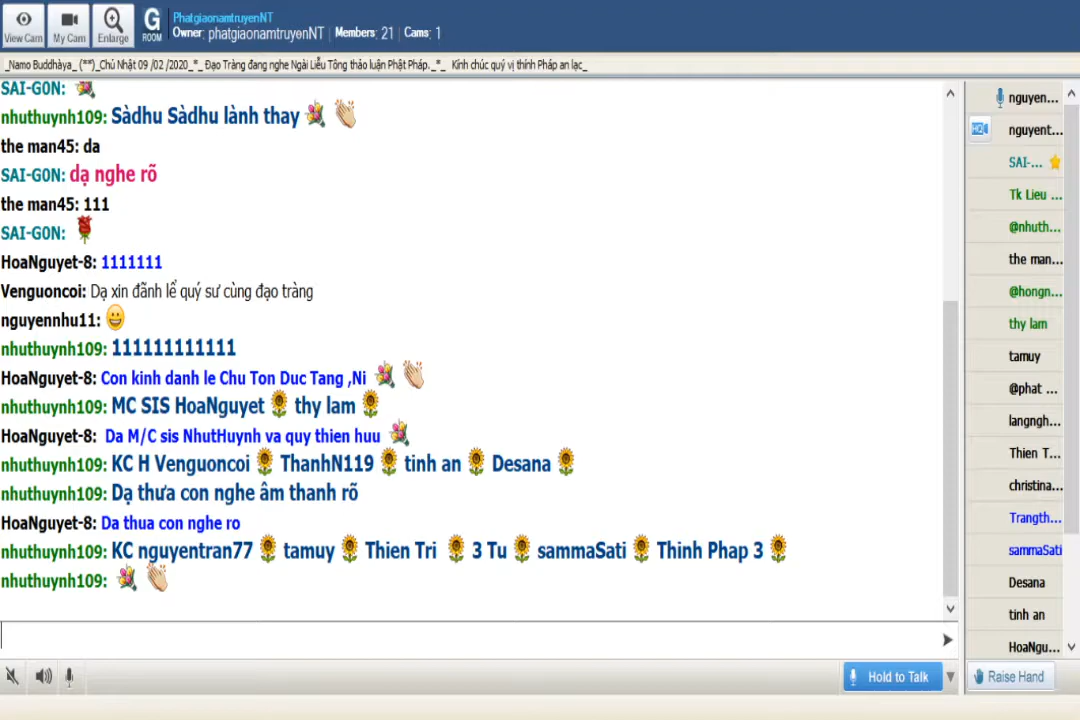 View Cam
My Cam
Enlarge
G
ROOM
PhatgiaonamtruyenNT
Owner: phatgiaonamtruyenNT | Members: 21 | Cams: 1
_Namo Buddhàya_ (**)_Chủ Nhật 09 /02 /2020_*_ Đạo Tràng đang nghe Ngài Liễu Tông thảo luận Phật Pháp._*_ Kính chúc quý vị thính Pháp an lạc_
SAI-GON:
nhuthuynh109: Sàdhu Sàdhu lành thay
the man45: da
SAI-GON: dạ nghe rõ
the man45: 111
SAI-GON:
HoaNguyet-8: 1111111
Venguoncoi: Dạ xin đãnh lể quý sư cùng đạo tràng
nguyennhu11:
nhuthuynh109: 111111111111
HoaNguyet-8: Con kinh danh le Chu Ton Duc Tang ,Ni
nhuthuynh109: MC SIS HoaNguyet thy lam
HoaNguyet-8: Da M/C sis NhutHuynh va quy thien huu
nhuthuynh109: KC H Venguoncoi ThanhN119 tinh an Desana
nhuthuynh109: Dạ thưa con nghe âm thanh rõ
HoaNguyet-8: Da thua con nghe ro
nhuthuynh109: KC nguyentran77 tamuy Thien Tri 3 Tu sammaSati Thinh Phap 3
nhuthuynh109:
nguyen...
HD
nguyent...
SAI-...
Tk Lieu ...
@nhuth...
the man...
@hongn...
thy lam
tamuy
@phat ...
langngh...
Thien T...
christina...
Trangth...
sammaSati
Desana
tinh an
HoaNgu...
Hold to Talk
Raise Hand